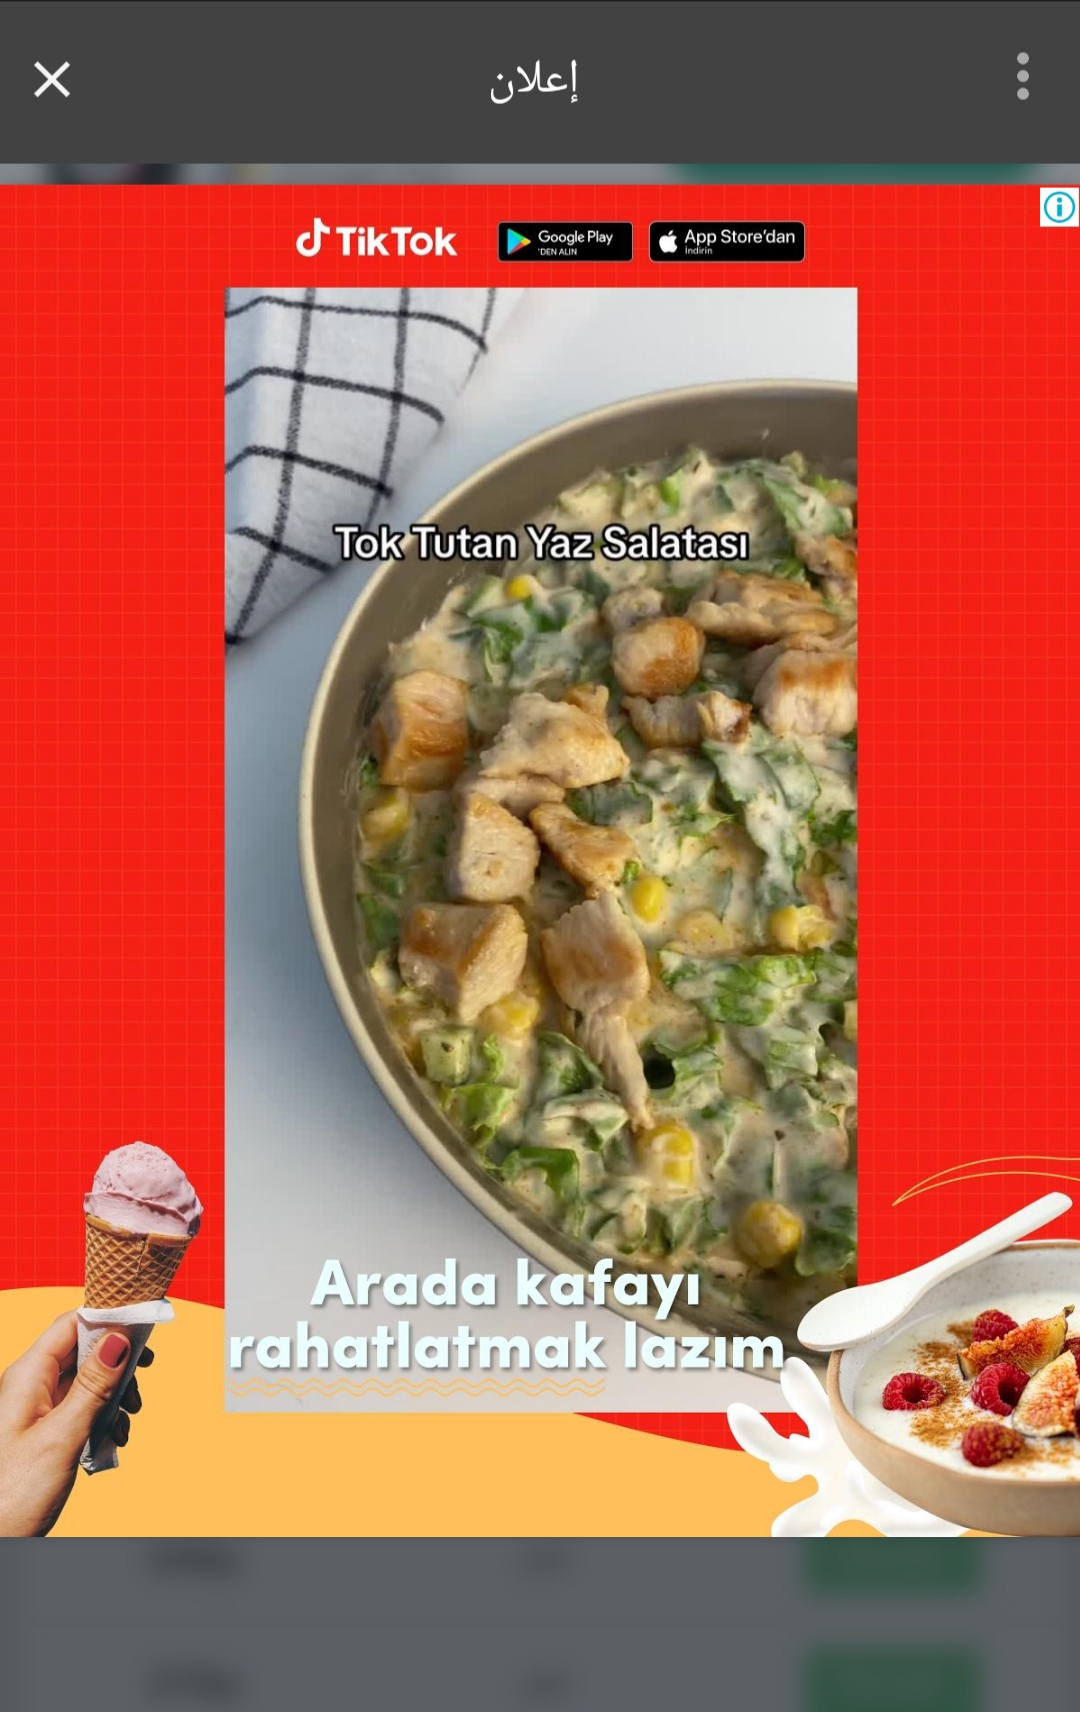 إعلان
TikTok
Google Play
'DEN ALIN
App Store'dan
İndirin
Tok Tutan Yaz Salatası
Arada kafayı
rahatlatmak lazım